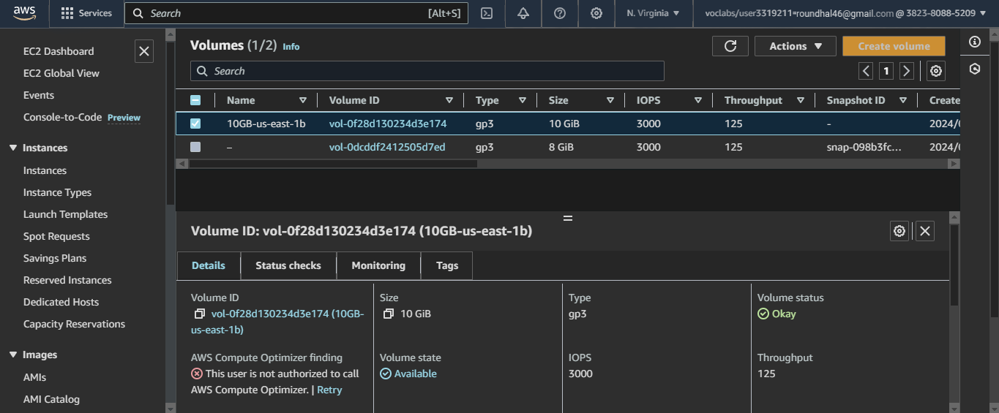 aws
Services
Search
[Alt+S]
N. Virginia
voclabs/user3319211=roundhal46@gmail.com @ 3823-8088-5209
EC2 Dashboard
EC2 Global View
Events
Console-to-Code Preview
Instances
Instances
Instance Types
Launch Templates
Spot Requests
Savings Plans
Reserved Instances
Dedicated Hosts
Capacity Reservations
Images
AMIs
AMI Catalog
Volumes (1/2) Info
Actions
Create volume
Search
1
Name Volume ID Type Size IOPS Throughput Snapshot ID Create
10GB-us-east-1b vol-0f28d130234d3e174 gp3 10 GiB 3000 125 - 2024/
– vol-0dcddf2412505d7ed gp3 8 GiB 3000 125 snap-098b3fc... 2024/
Volume ID: vol-0f28d130234d3e174 (10GB-us-east-1b)
Details Status checks Monitoring Tags
Volume ID
vol-0f28d130234d3e174 (10GB-
us-east-1b)
Size
10 GiB
Type
gp3
Volume status
Okay
AWS Compute Optimizer finding
This user is not authorized to call
AWS Compute Optimizer. | Retry
Volume state
Available
IOPS
3000
Throughput
125